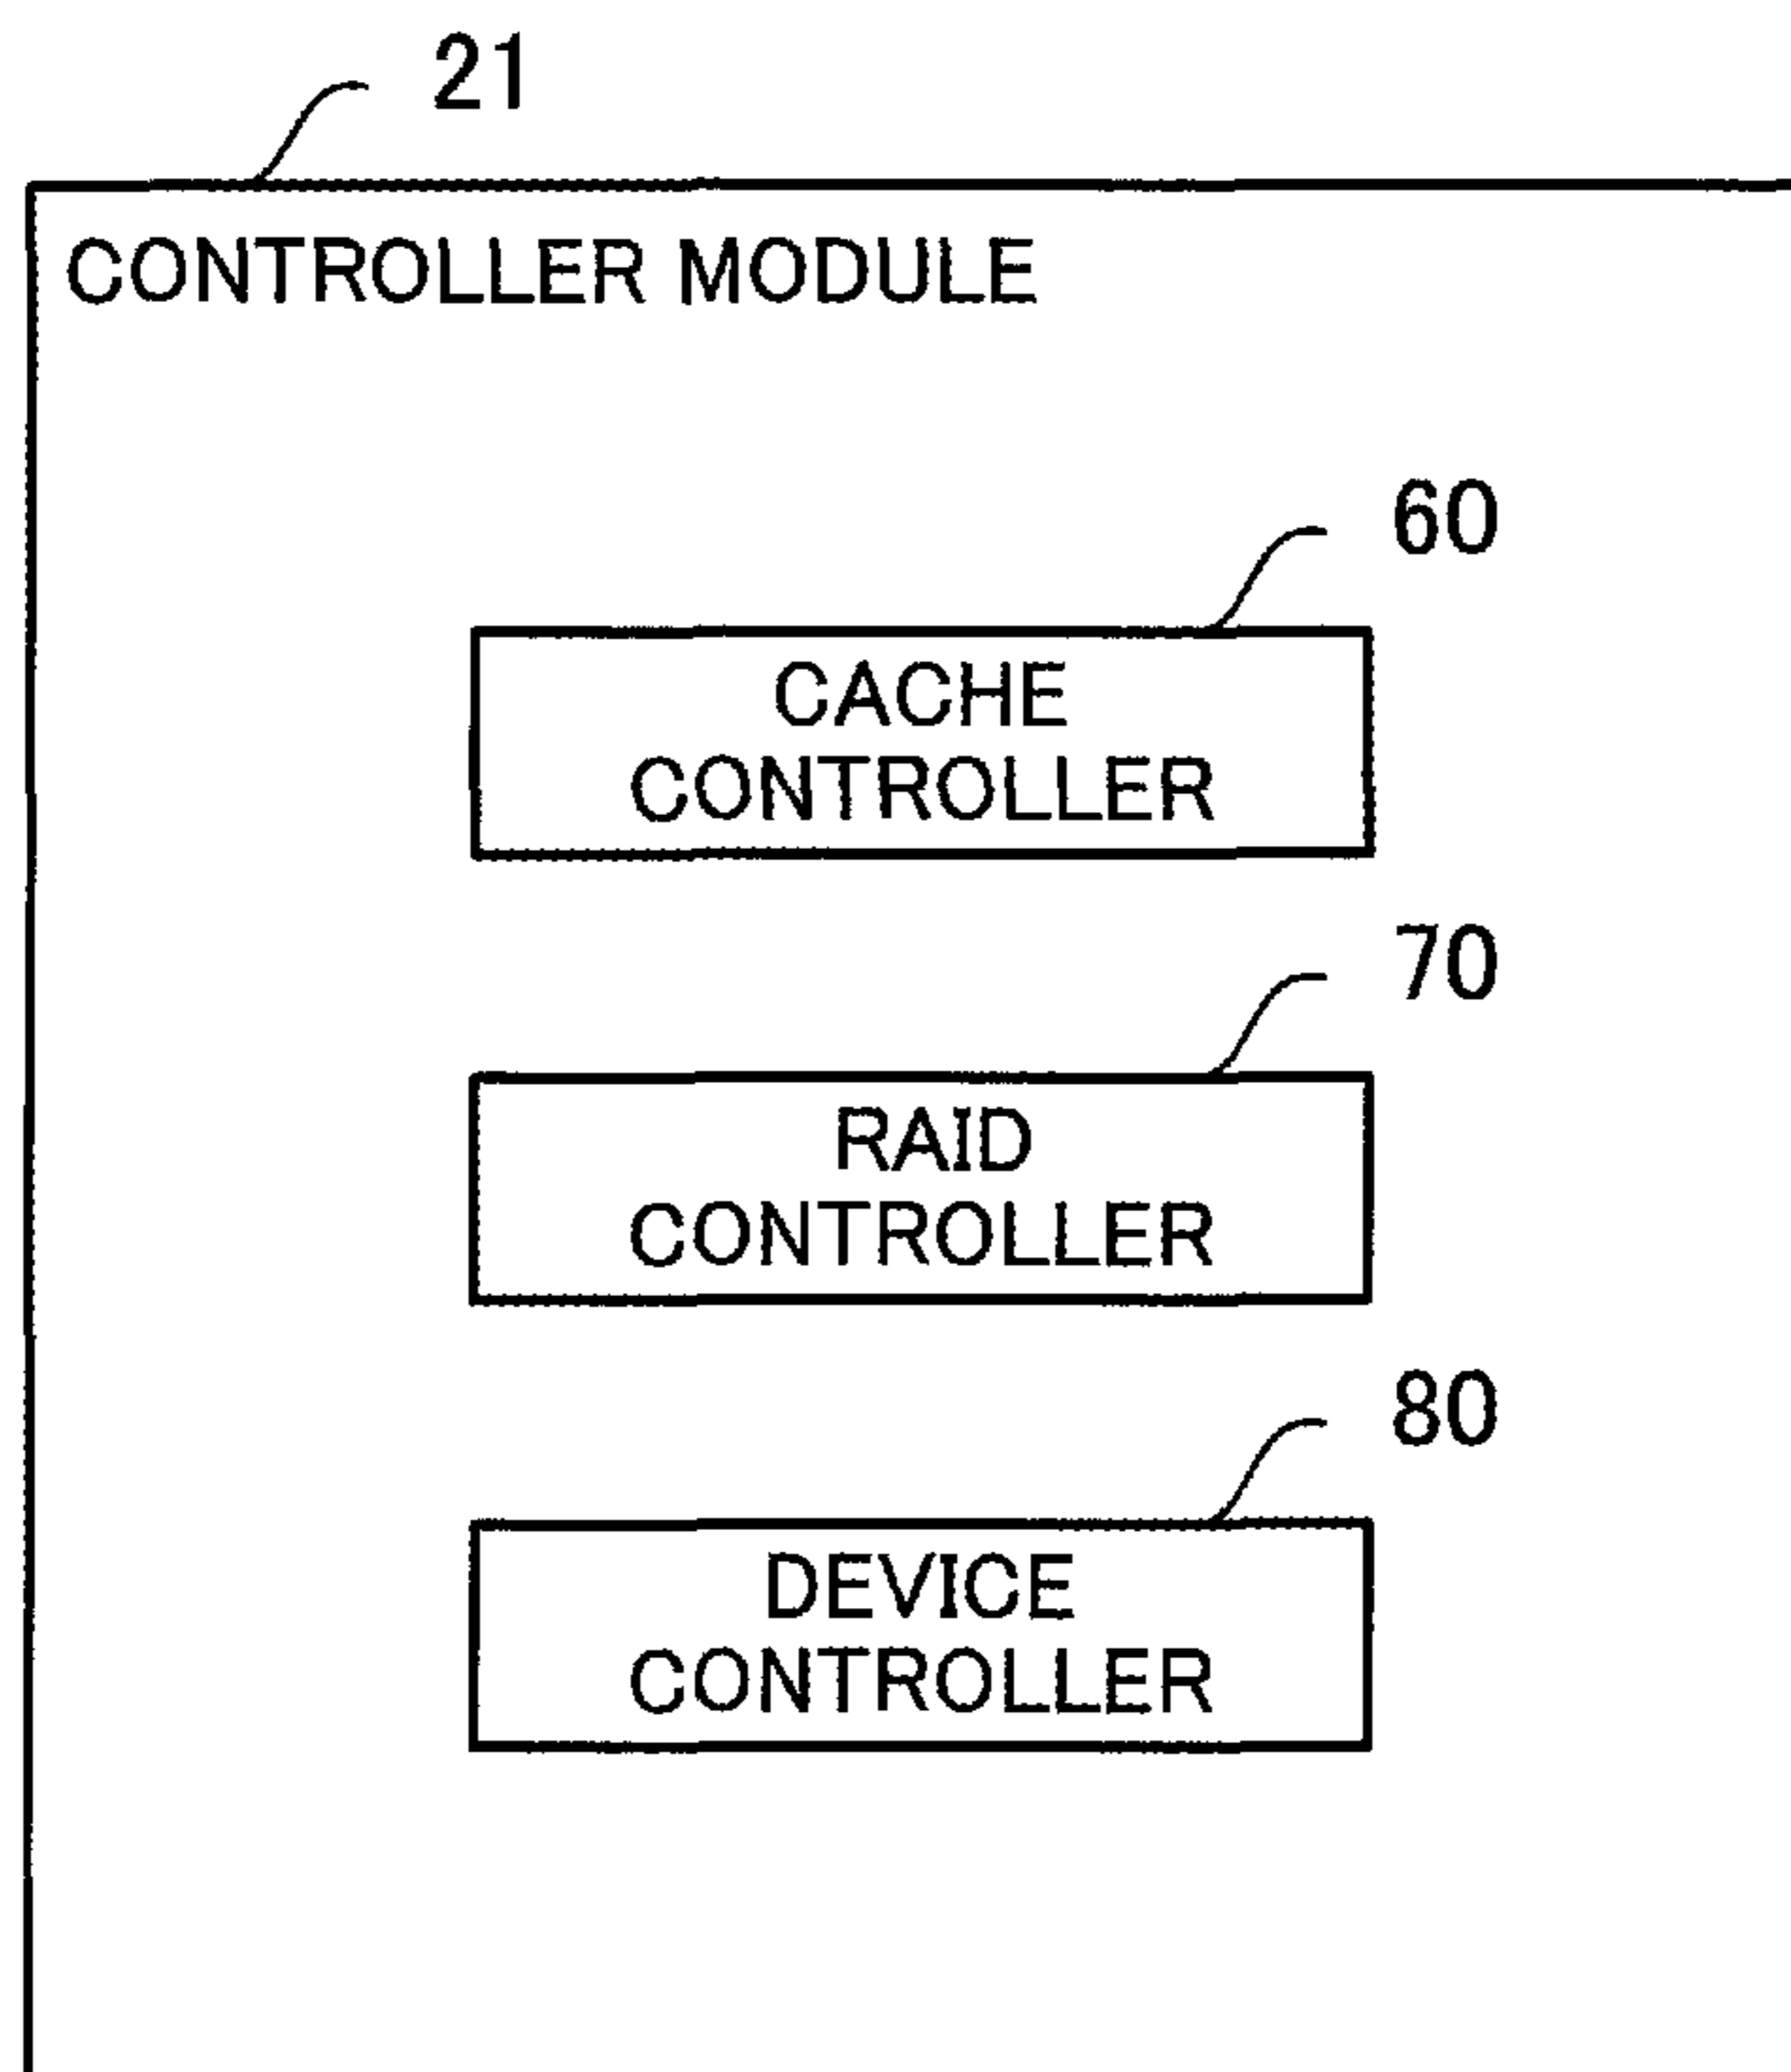 21
CONTROLLER MODULE
60
CACHE
CONTROLLER
70
RAID
CONTROLLER
80
DEVICE
CONTROLLER